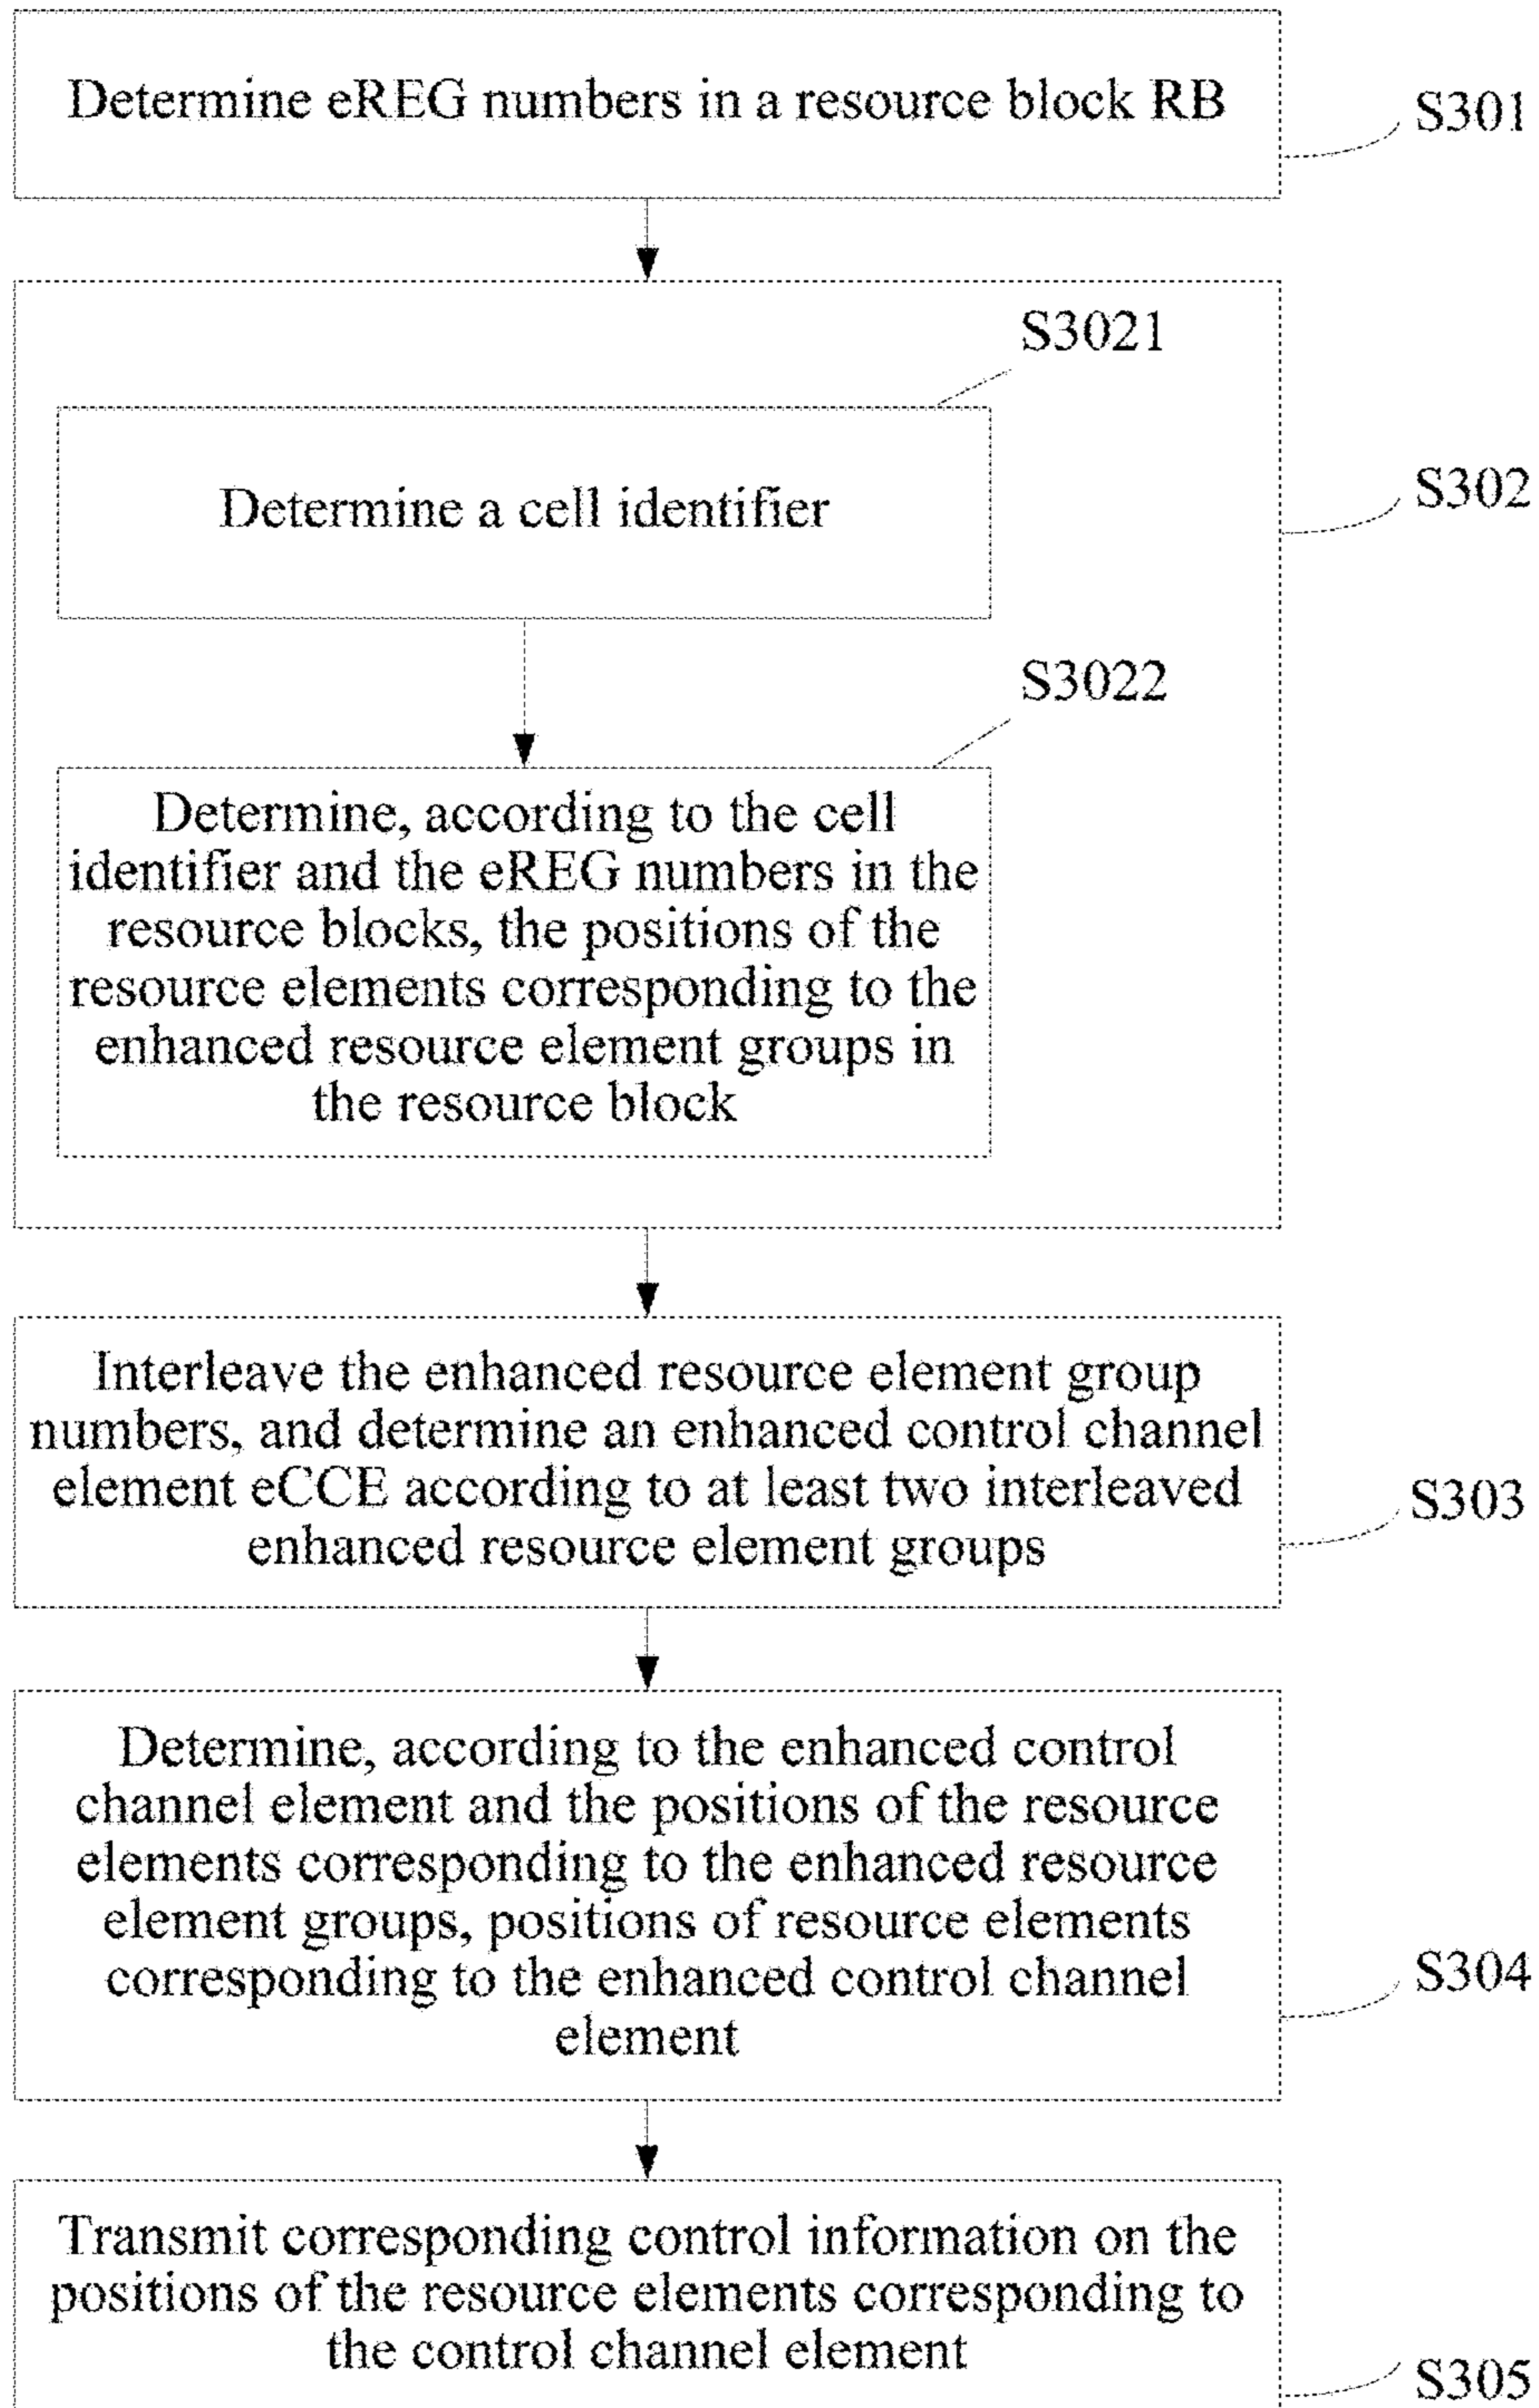 Determine eREG numbers in a resource block RB
S301
S3021
Determine a cell identifier
S302
S3022
Determine, according to the cell
identifier and the eREG numbers in the
resource blocks, the positions of the
resource elements corresponding to the
enhanced resource element groups in
the resource block
Interleave the enhanced resource element group
numbers, and determine an enhanced control channel
element eCCE according to at least two interleaved
enhanced resource element groups
S303
Determine, according to the enhanced control
channel element and the positions of the resource
elements corresponding to the enhanced resource
element groups, positions of resource elements
corresponding to the enhanced control channel
element
S304
Transmit corresponding control information on the
positions of the resource elements corresponding to
the control channel element
S305